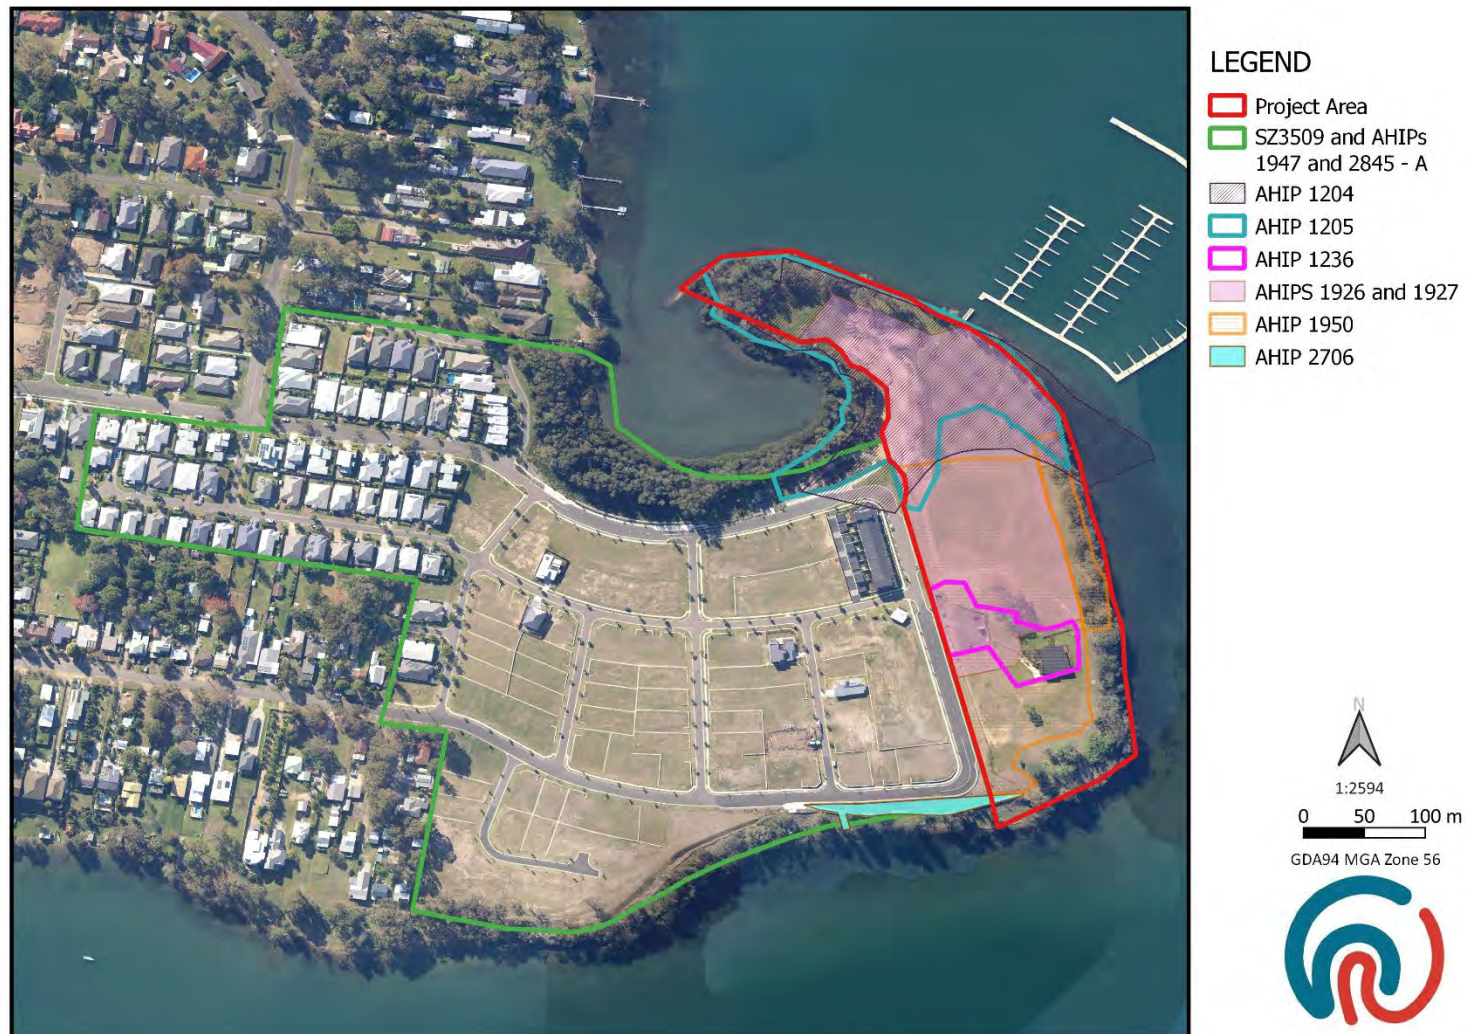 LEGEND
Project Area
SZ3509 and AHIPs
1947 and 2845 - A
AHIP 1204
AHIP 1205
AHIP 1236
AHIPS 1926 and 1927
AHIP 1950
AHIP 2706
N
1:2594
0 50 100 m
GDA94 MGA Zone 56